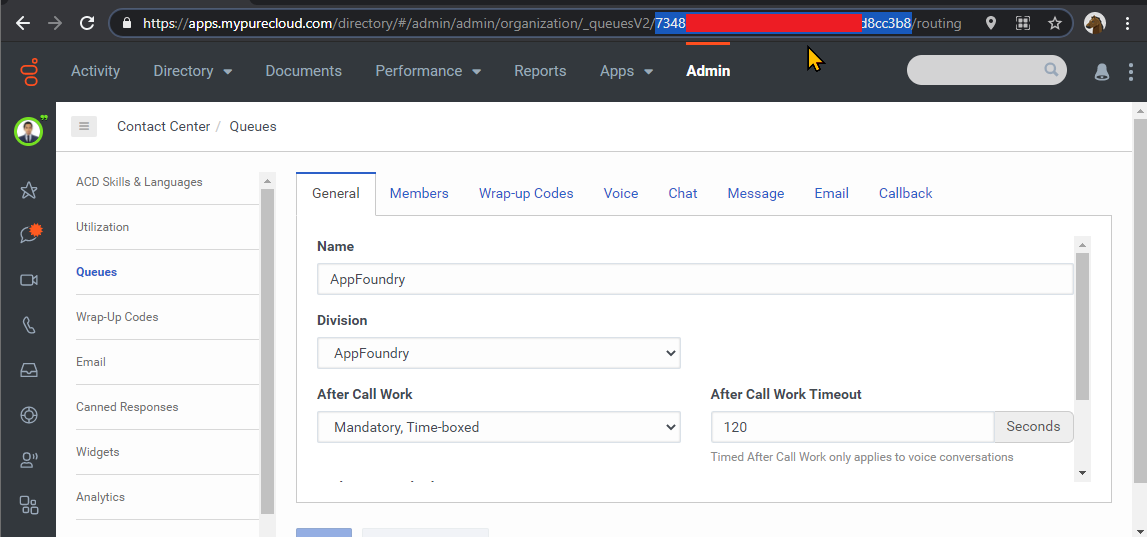 https://apps.mypurecloud.com/directory/#/admin/admin/organization/_queuesV2/7348 d8cc3b8/routing
Activity Directory Documents Performance Reports Apps Admin
Contact Center / Queues
ACD Skills & Languages
Utilization
Queues
Wrap-Up Codes
Email
Canned Responses
Widgets
Analytics
General Members Wrap-up Codes Voice Chat Message Email Callback
Name
AppFoundry
Division
AppFoundry
After Call Work After Call Work Timeout
Mandatory, Time-boxed 120 Seconds
Timed After Call Work only applies to voice conversations